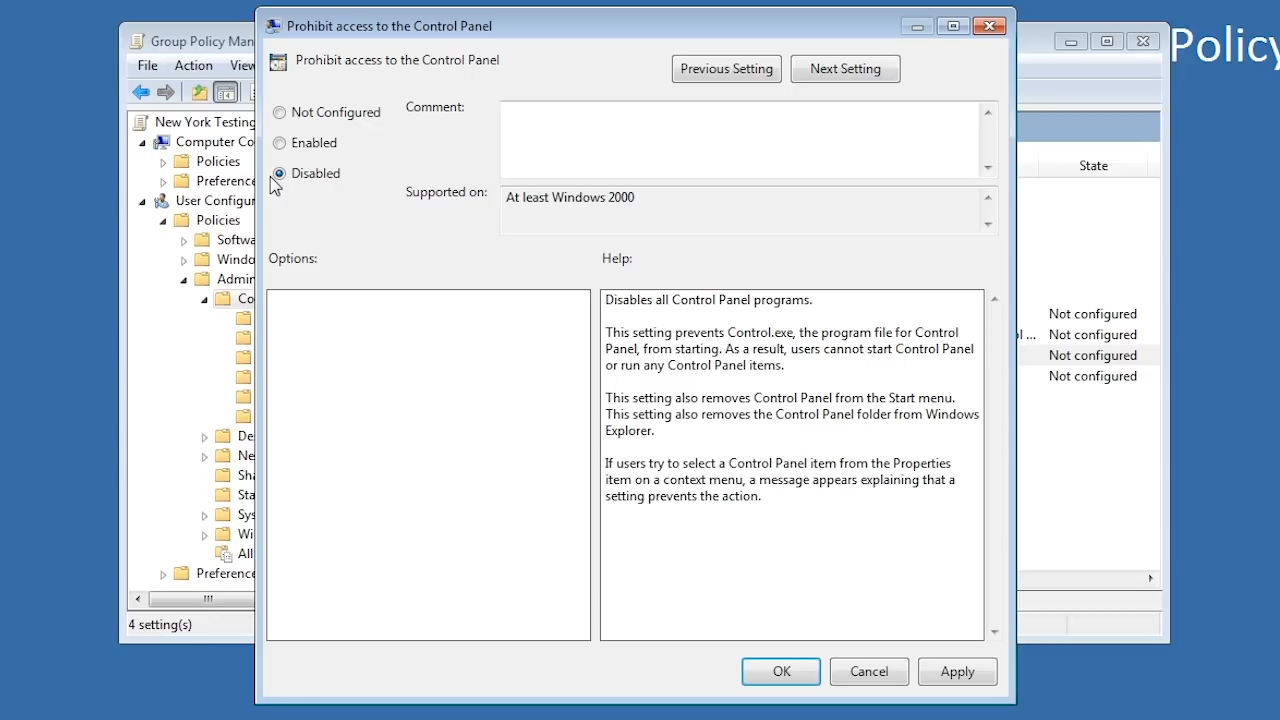 Prohibit access to the Control Panel
Group Policy Man
Policy
File Action View
Prohibit access to the Control Panel
Previous Setting
Next Setting
Not Configured
Enabled
Disabled
Comment:
Supported on:
At least Windows 2000
Options:
Help:
Disables all Control Panel programs.
This setting prevents Control.exe, the program file for Control
Panel, from starting. As a result, users cannot start Control Panel
or run any Control Panel items.
This setting also removes Control Panel from the Start menu.
This setting also removes the Control Panel folder from Windows
Explorer.
If users try to select a Control Panel item from the Properties
item on a context menu, a message appears explaining that a
setting prevents the action.
OK
Cancel
Apply
New York Testing
Computer Co
Policies
Preference
User Configur
Policies
Softwa
Windo
Admin
Co
De
Ne
Sha
Sta
Sys
Wi
All
Preference
4 setting(s)
State
Not configured
ol ... Not configured
Not configured
Not configured